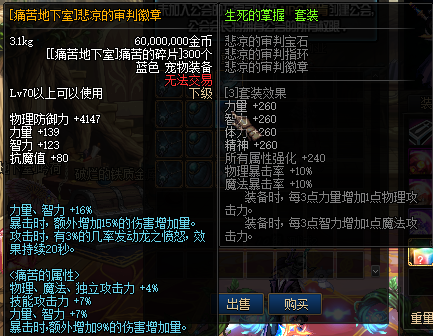 [痛苦地下室]悲凉的审判徽章
3.1kg 60,000,000金币
[[痛苦地下室]痛苦的碎片]300个
蓝色 宠物装备
无法交易
Lv70以上可以使用 下级
物理防御力 +4147
力量 +139
智力 +123
抗魔值 +80
力量、智力 +16%
暴击时，额外增加15%的伤害增加量。
攻击时，有3%的几率发动龙之愤怒，效
果持续20秒。
<痛苦的属性>
物理、魔法、独立攻击力 +4%
技能攻击力 +7%
力量、智力 +7%
暴击时,额外增加9%的伤害增加量。
生死的掌握 套装
悲凉的审判宝石
悲凉的审判指环
悲凉的审判徽章
[3]套装效果
力量 +260
智力 +260
体力 +260
精神 +260
所有属性强化 +240
物理暴击率 +10%
魔法暴击率 +10%
装备时，每3点力量增加1点物理攻
击力。
装备时，每3点智力增加1点魔法攻
击力。
出售 购买
重里